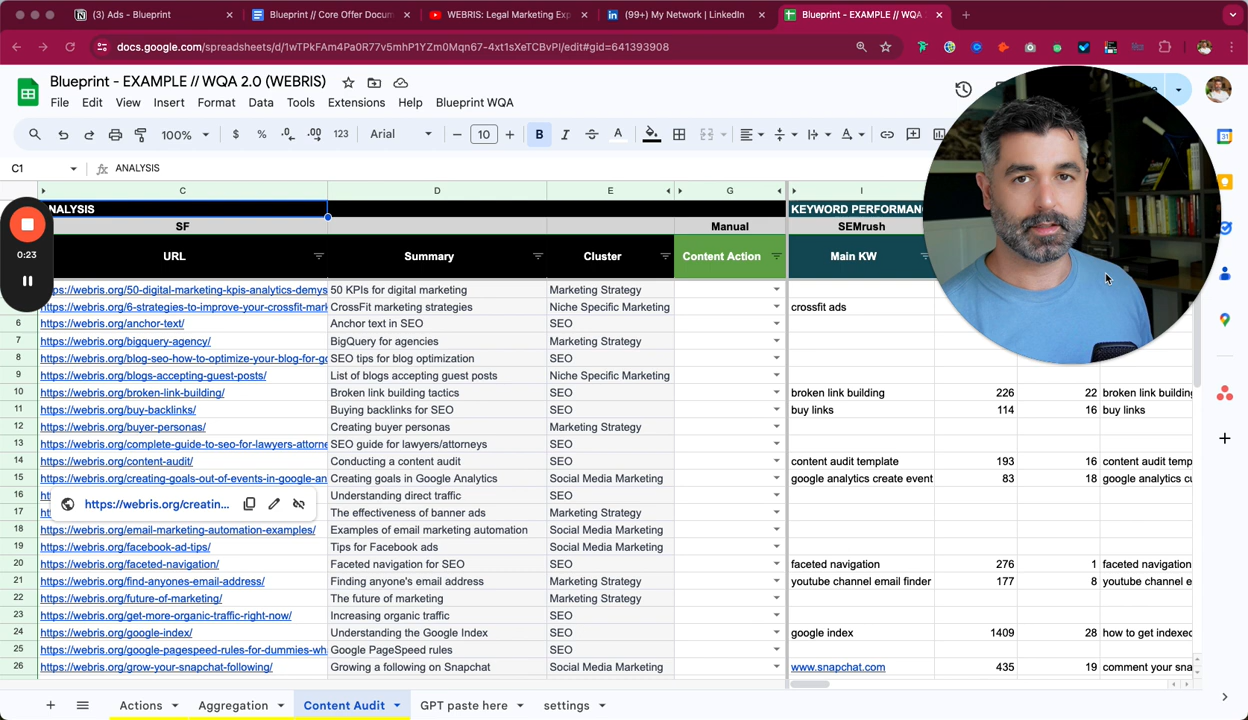 (3) Ads - Blueprint
Blueprint // Core Offer Docum
WEBRIS: Legal Marketing Exp
(99+) My Network | LinkedIn
Blueprint - EXAMPLE // WQA
docs.google.com/spreadsheets/d/1wTPkFAm4Pa0R77v5mhP1YZm0Mqn67-4xt1sXeTCBvPI/edit#gid=641393908
Blueprint - EXAMPLE // WQA 2.0 (WEBRIS)
File Edit View Insert Format Data Tools Extensions Help Blueprint WQA
100% $ % .0 .00 123 Arial 10 B I S A
C1 fx ANALYSIS
C D E G I
NALYSIS KEYWORD PERFORMAN
SF Manual SEMrush
0:23
URL Summary Cluster Content Action Main KW
ps://webris.org/50-digital-marketing-kpis-analytics-demys 50 KPIs for digital marketing Marketing Strategy
ps://webris.org/6-strategies-to-improve-your-crossfit-mark CrossFit marketing strategies Niche Specific Marketing crossfit ads
6 https://webris.org/anchor-text/ Anchor text in SEO SEO
7 https://webris.org/bigquery-agency/ BigQuery for agencies Marketing Strategy
8 https://webris.org/blog-seo-how-to-optimize-your-blog-for-go SEO tips for blog optimization SEO
9 https://webris.org/blogs-accepting-guest-posts/ List of blogs accepting guest posts Niche Specific Marketing
10 https://webris.org/broken-link-building/ Broken link building tactics SEO broken link building 226 22 broken link building
11 https://webris.org/buy-backlinks/ Buying backlinks for SEO SEO buy links 114 16 buy links
12 https://webris.org/buyer-personas/ Creating buyer personas Marketing Strategy
13 https://webris.org/complete-guide-to-seo-for-lawyers-attorne SEO guide for lawyers/attorneys SEO
14 https://webris.org/content-audit/ Conducting a content audit SEO content audit template 193 16 content audit temp
15 https://webris.org/creating-goals-out-of-events-in-google-an Creating goals in Google Analytics Social Media Marketing google analytics create event 83 18 google analytics cu
16 ht Understanding direct traffic SEO
https://webris.org/creatin...
17 ht The effectiveness of banner ads Marketing Strategy
18 https://webris.org/email-marketing-automation-examples/ Examples of email marketing automation Social Media Marketing
19 https://webris.org/facebook-ad-tips/ Tips for Facebook ads Social Media Marketing
20 https://webris.org/faceted-navigation/ Faceted navigation for SEO SEO faceted navigation 276 1 faceted navigation
21 https://webris.org/find-anyones-email-address/ Finding anyone's email address Marketing Strategy youtube channel email finder 177 8 youtube channel e
22 https://webris.org/future-of-marketing/ The future of marketing Marketing Strategy
23 https://webris.org/get-more-organic-traffic-right-now/ Increasing organic traffic SEO
24 https://webris.org/google-index/ Understanding the Google Index SEO google index 1409 28 how to get indexed
25 https://webris.org/google-pagespeed-rules-for-dummies-wh Google PageSpeed rules SEO
26 https://webris.org/grow-your-snapchat-following/ Growing a following on Snapchat Social Media Marketing www.snapchat.com 435 19 comment your sna
Actions Aggregation Content Audit GPT paste here settings